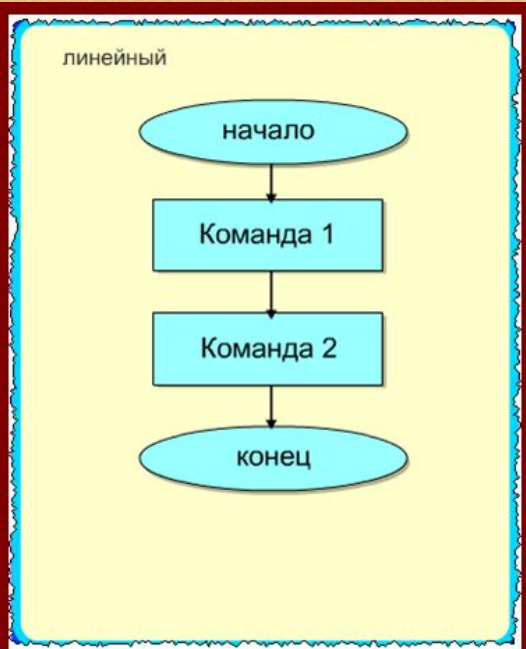 линейный
начало
Команда 1
Команда 2
конец